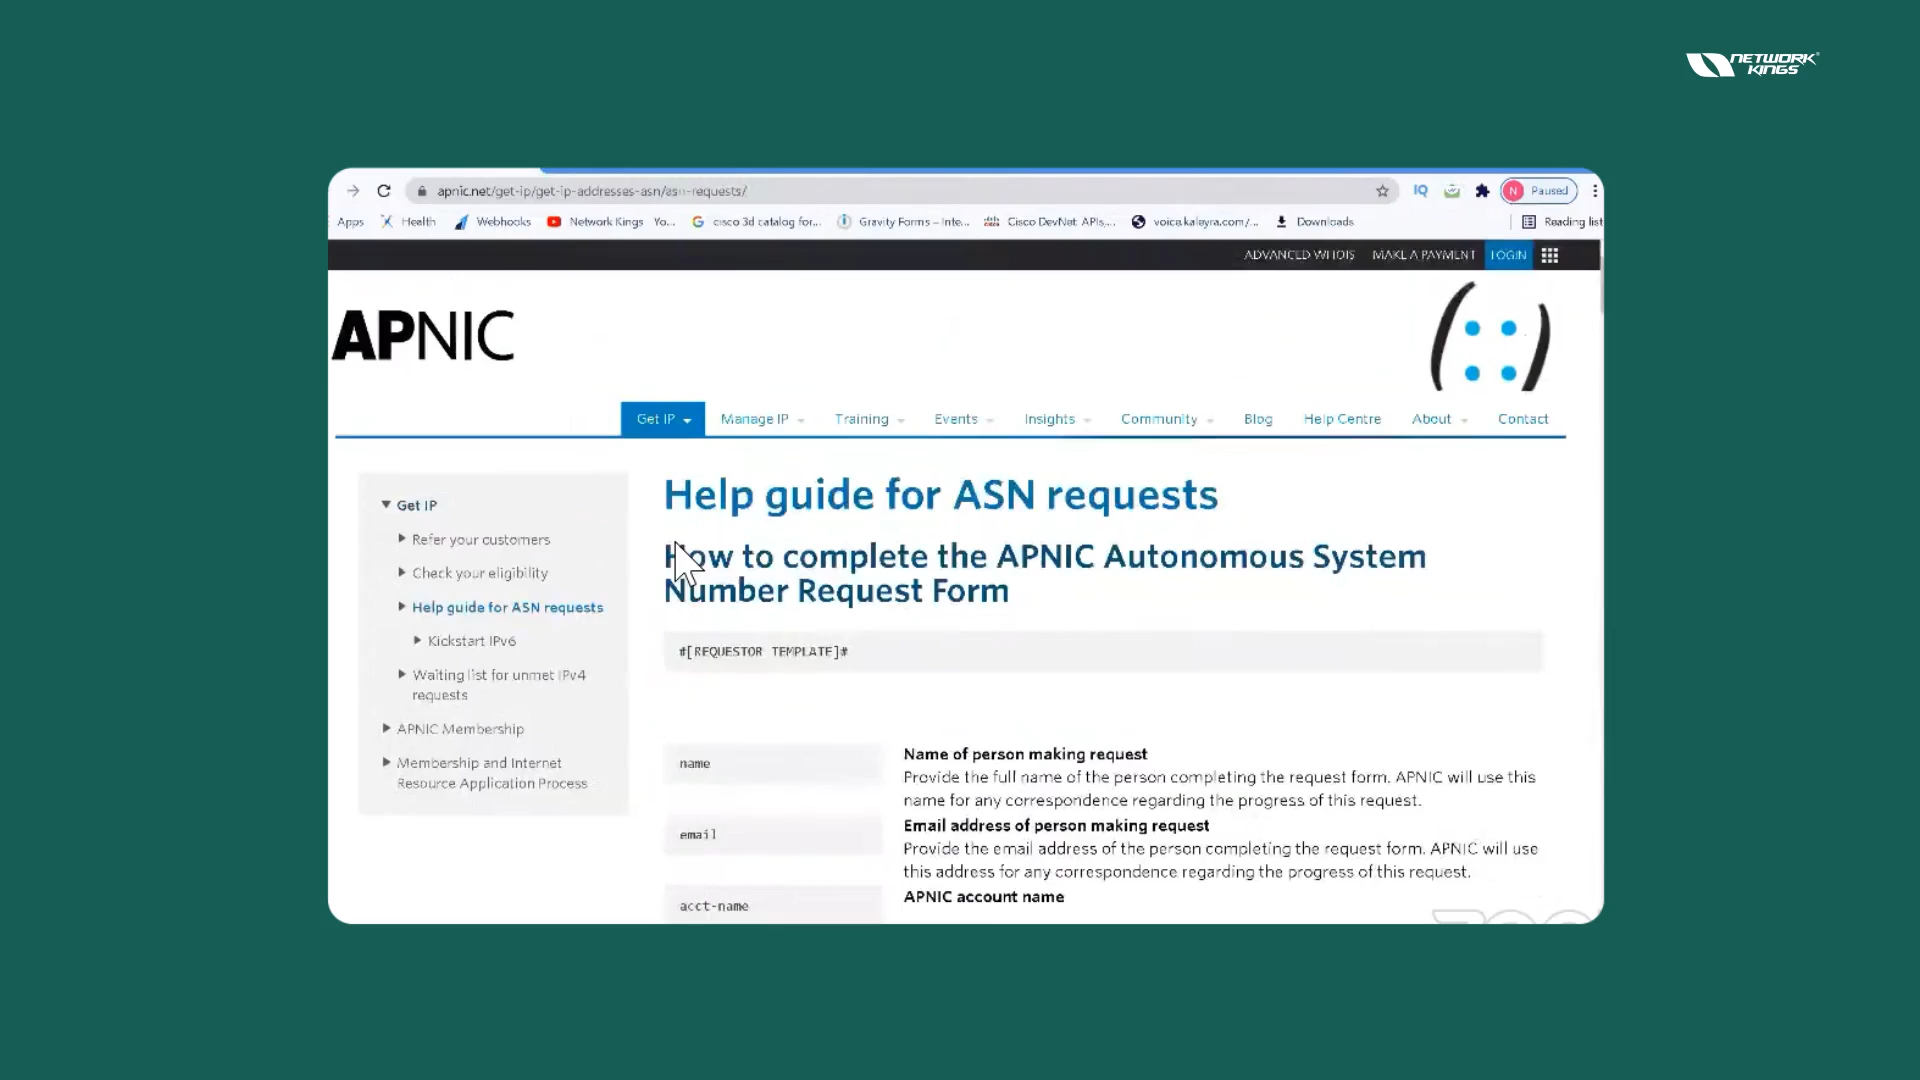 NETWORK
KINGS
apnic.net/get-ip/get-ip-addresses-asn/asn-requests/
IQ
N Paused
Apps Health Webhooks Network Kings Yo... cisco 3d catalog for... Gravity Forms – Inte... Cisco DevNet: APIs,... voice.kaleyra.com/... Downloads Reading list
ADVANCED WHOIS MAKE A PAYMENT LOGIN
APNIC
(::)
Get IP Manage IP Training Events Insights Community Blog Help Centre About Contact
Get IP
Refer your customers
Check your eligibility
Help guide for ASN requests
Kickstart IPv6
Waiting list for unmet IPv4
requests
APNIC Membership
Membership and Internet
Resource Application Process
Help guide for ASN requests
How to complete the APNIC Autonomous System
Number Request Form
#[REQUESTOR TEMPLATE]#
name
Name of person making request
Provide the full name of the person completing the request form. APNIC will use this
name for any correspondence regarding the progress of this request.
email
Email address of person making request
Provide the email address of the person completing the request form. APNIC will use
this address for any correspondence regarding the progress of this request.
acct-name
APNIC account name